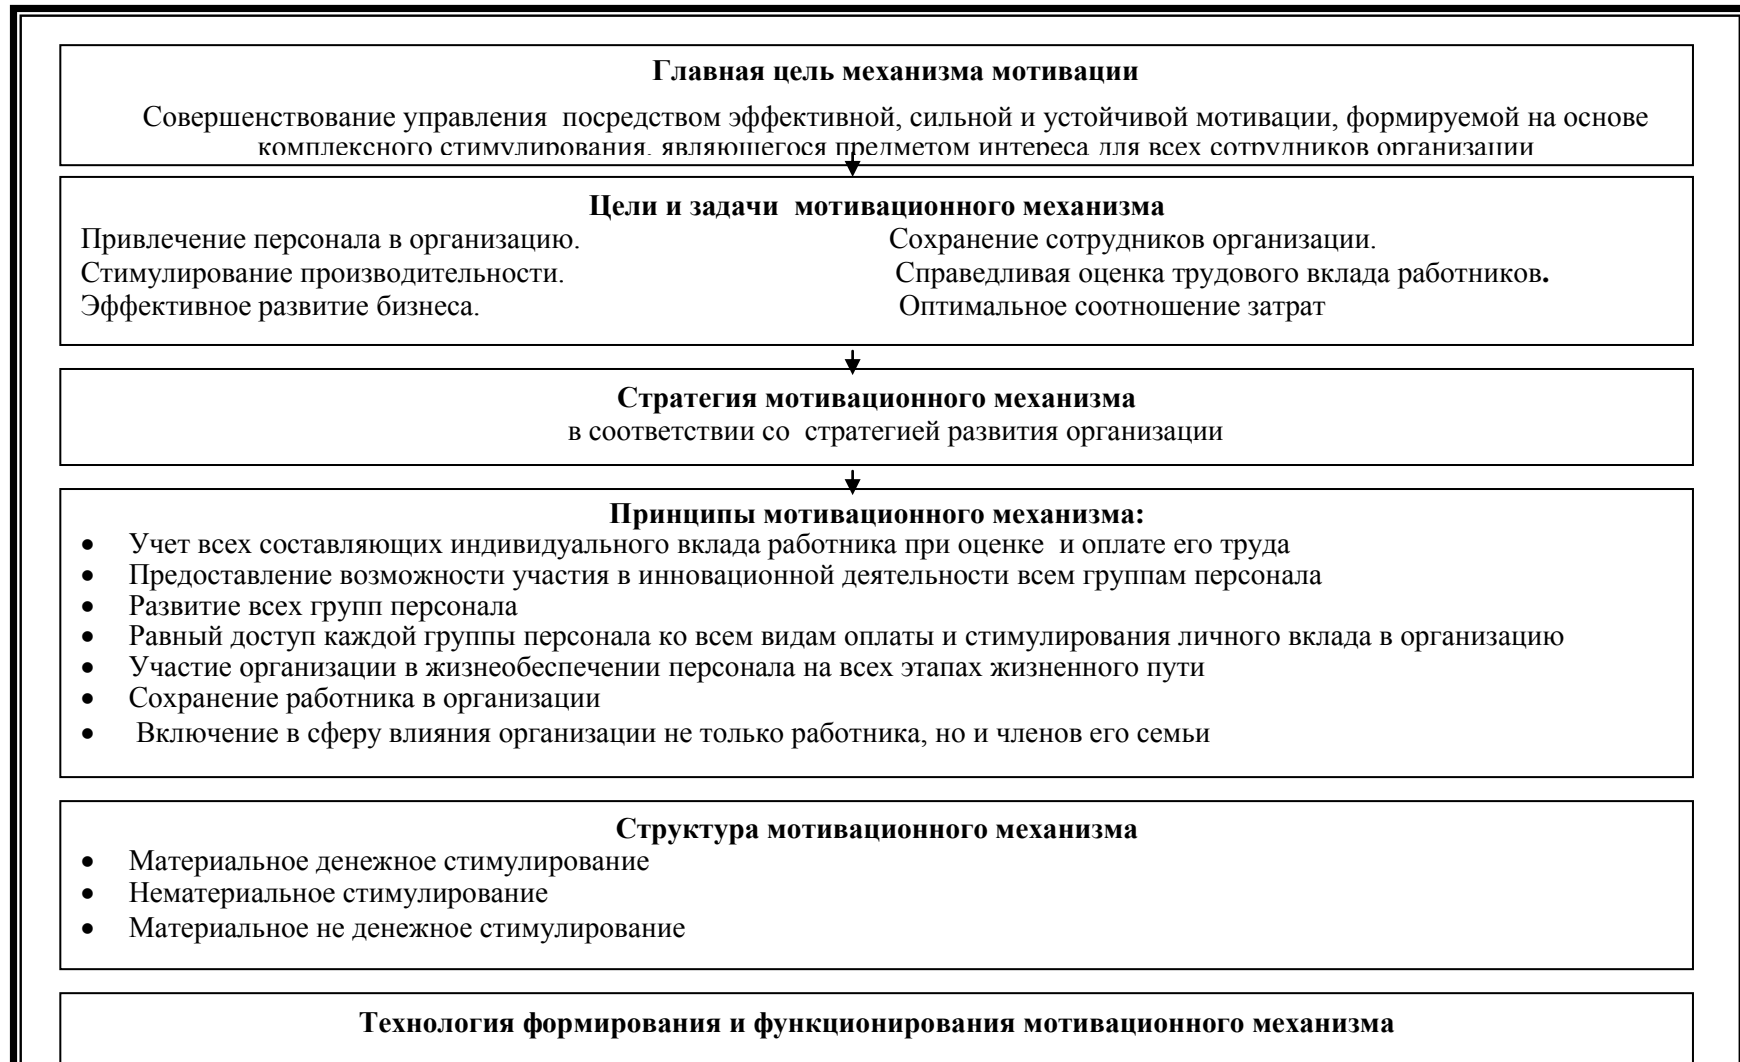 Главная цель механизма мотивации
Совершенствование управления посредством эффективной, сильной и устойчивой мотивации, формируемой на основе
комплексного стимулирования, являющегося предметом интереса для всех сотрудников организации
Цели и задачи мотивационного механизма
Привлечение персонала в организацию. Сохранение сотрудников организации.
Стимулирование производительности. Справедливая оценка трудового вклада работников.
Эффективное развитие бизнеса. Оптимальное соотношение затрат
Стратегия мотивационного механизма
в соответствии со стратегией развития организации
Принципы мотивационного механизма:
• Учет всех составляющих индивидуального вклада работника при оценке и оплате его труда
• Предоставление возможности участия в инновационной деятельности всем группам персонала
• Развитие всех групп персонала
• Равный доступ каждой группы персонала ко всем видам оплаты и стимулирования личного вклада в организацию
• Участие организации в жизнеобеспечении персонала на всех этапах жизненного пути
• Сохранение работника в организации
• Включение в сферу влияния организации не только работника, но и членов его семьи
Структура мотивационного механизма
• Материальное денежное стимулирование
• Нематериальное стимулирование
• Материальное не денежное стимулирование
Технология формирования и функционирования мотивационного механизма